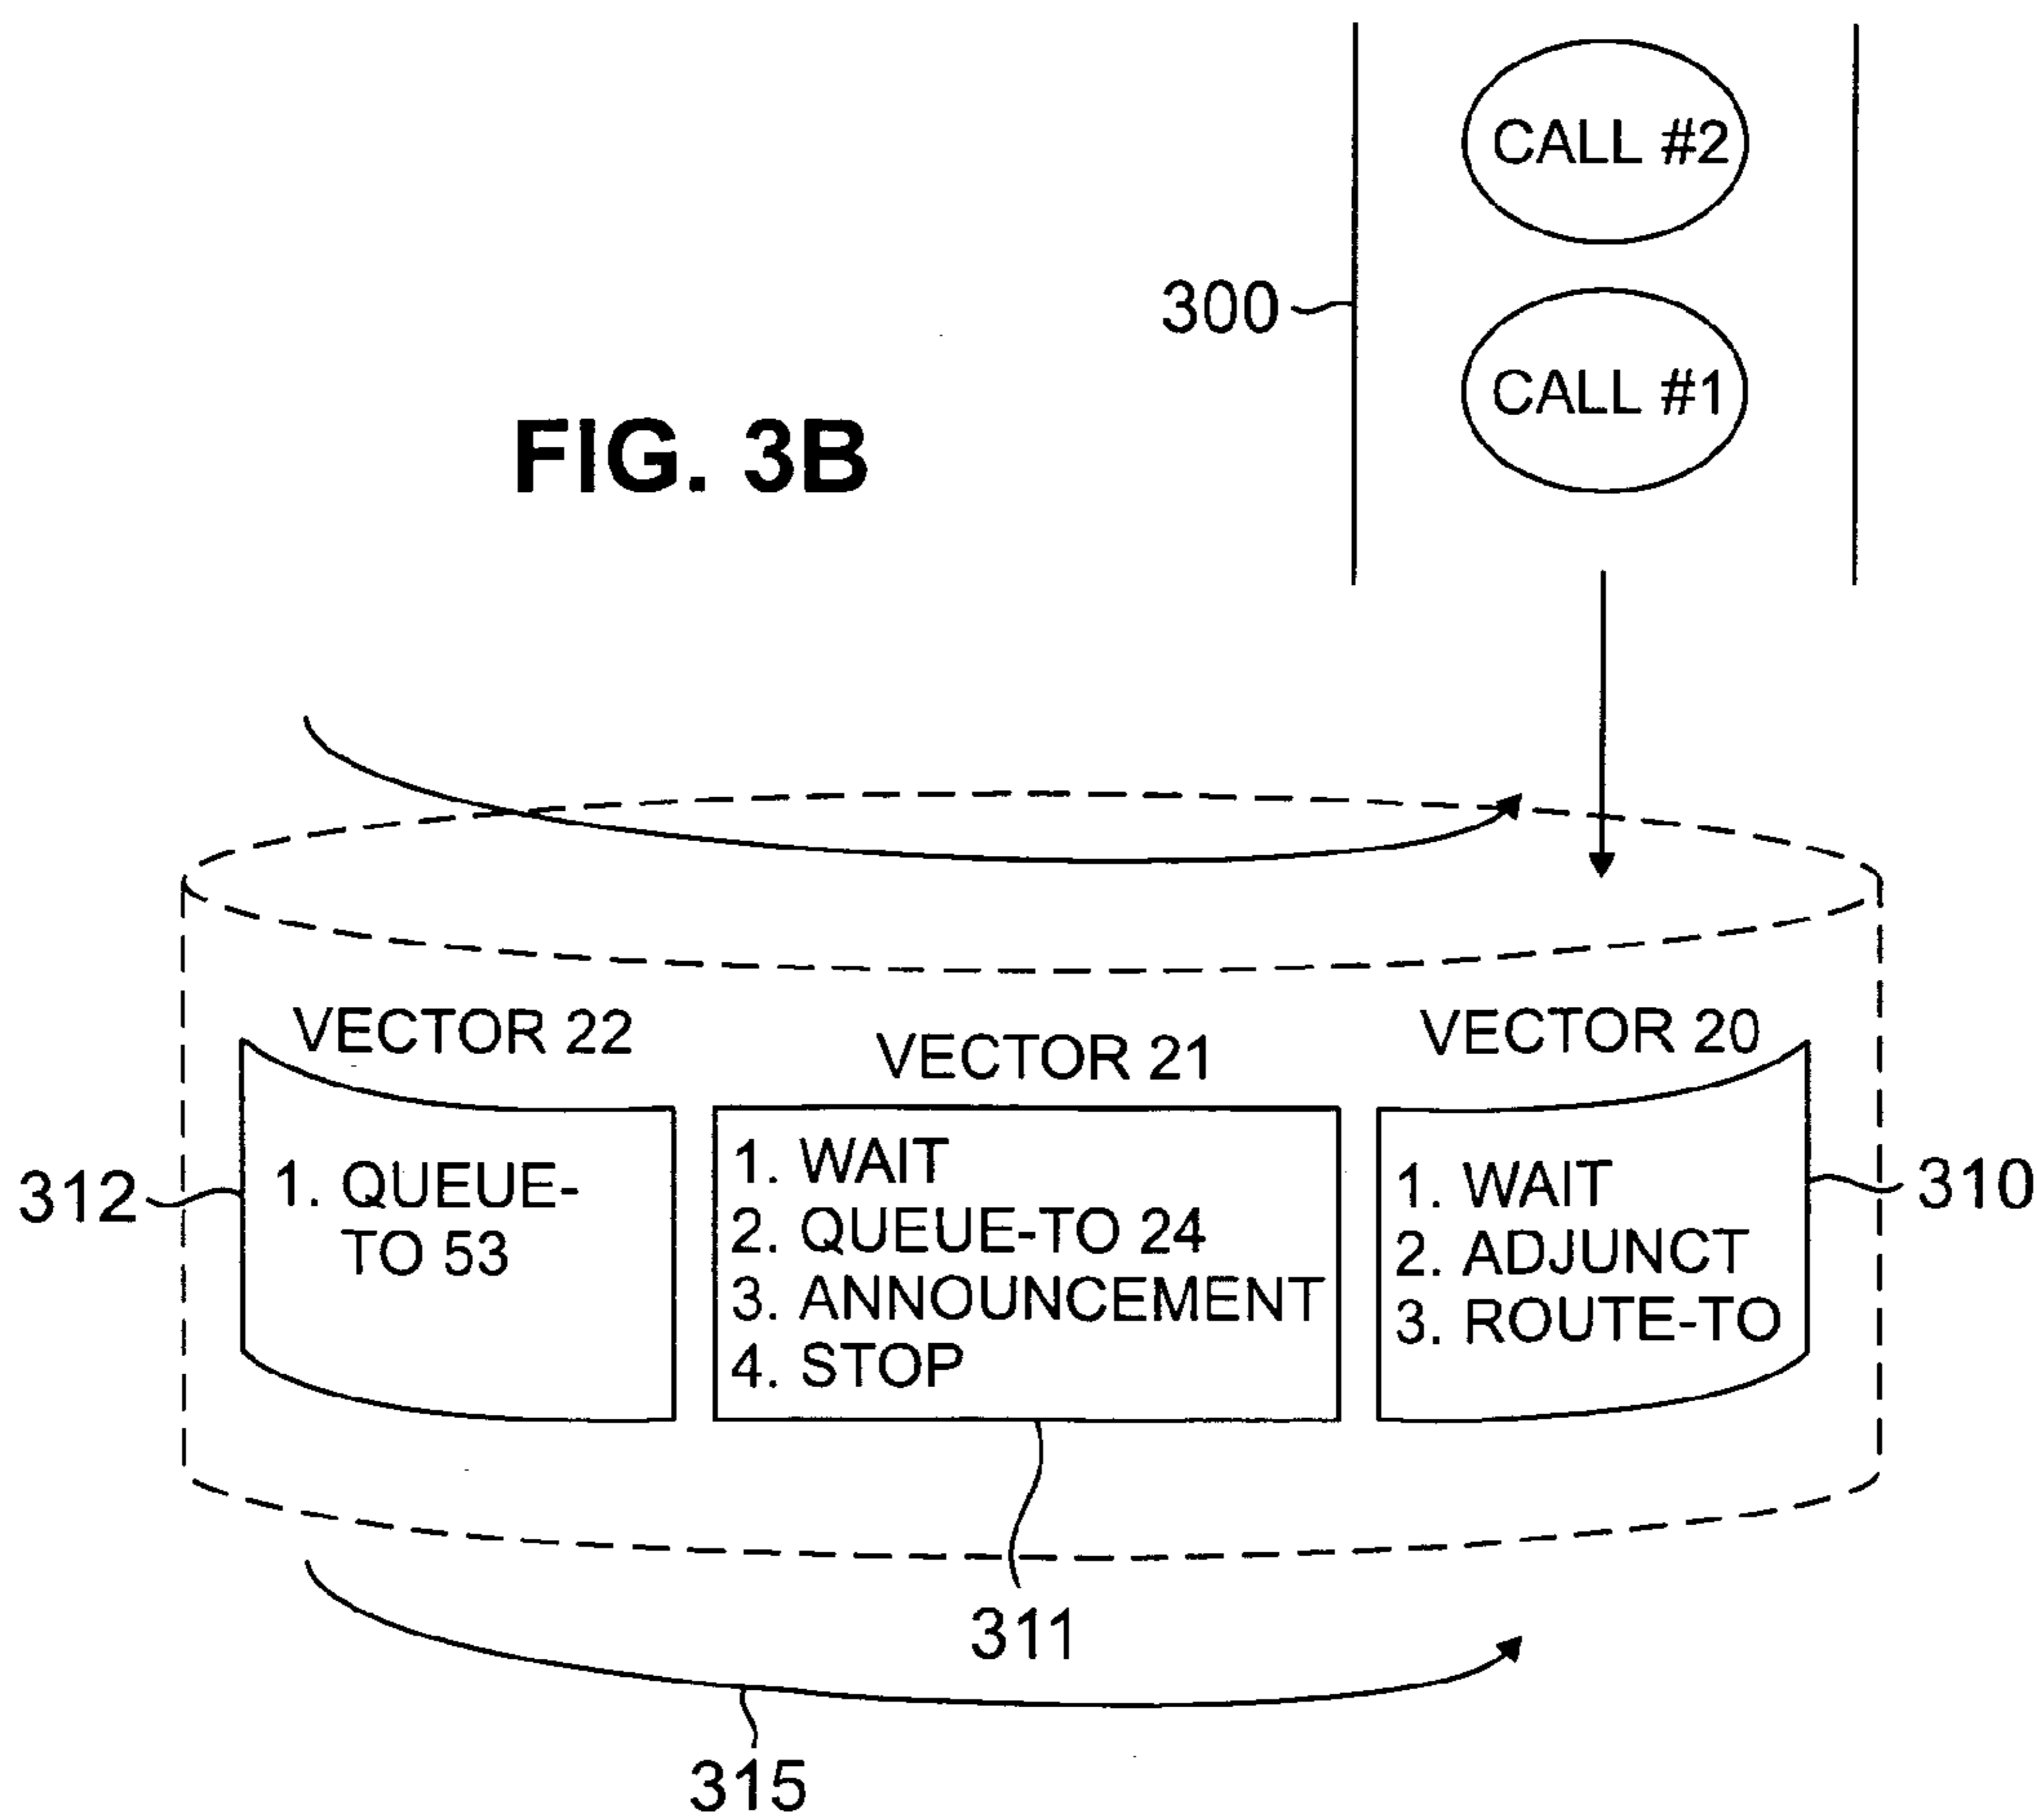 CALL #2
300
CALL #1
FIG. 3B
VECTOR 22
VECTOR 21
VECTOR 20
312
1. QUEUE-
TO 53
1. WAIT
2. QUEUE-TO 24
3. ANNOUNCEMENT
4. STOP
1. WAIT
2. ADJUNCT
3. ROUTE-TO
310
311
315